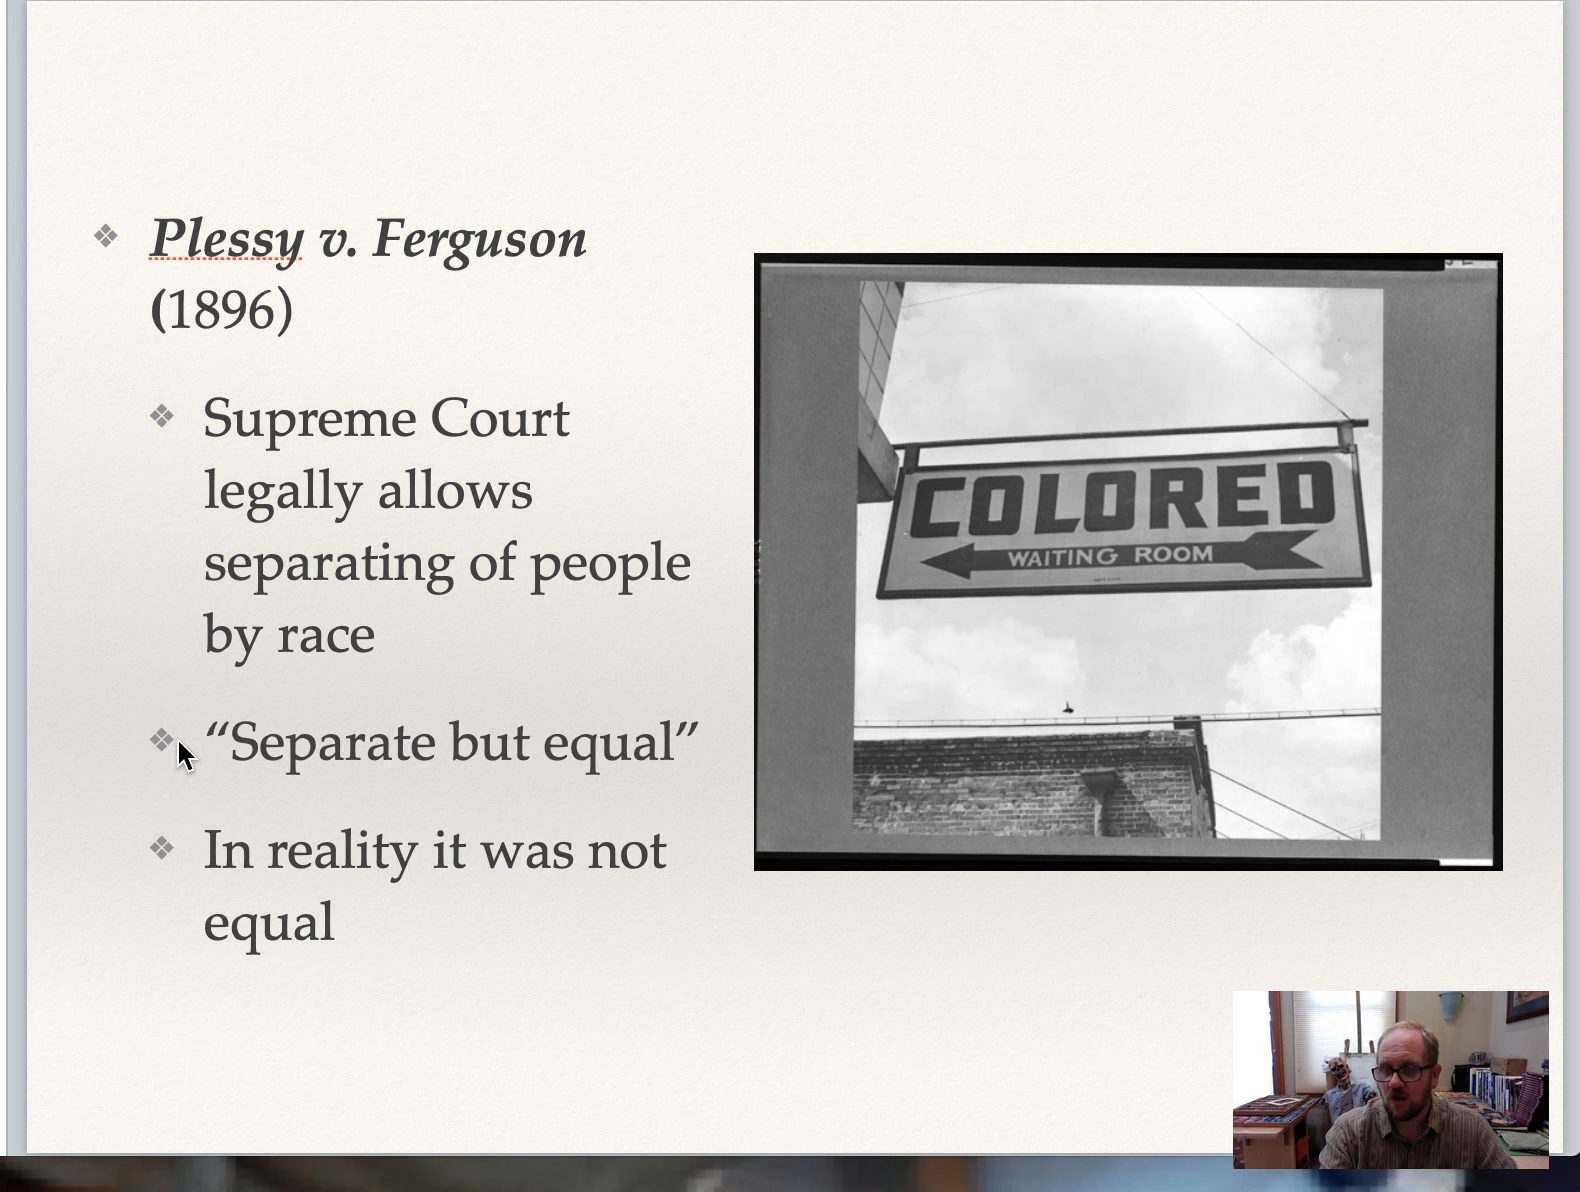 Plessy v. Ferguson
(1896)
Supreme Court
legally allows
separating of people
by race
“Separate but equal”
In reality it was not
equal
COLORED
WAITING ROOM